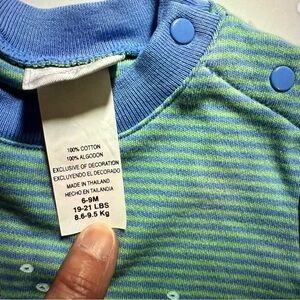 100% COTTON
100% ALGODON
EXCLUSIVE OF DECORATION
EXCLUYENDO EL DECORADO
MADE IN THAILAND
HECHO EN TAILANDIA
6-9M
19-21 LBS
8.6-9.5 Kg